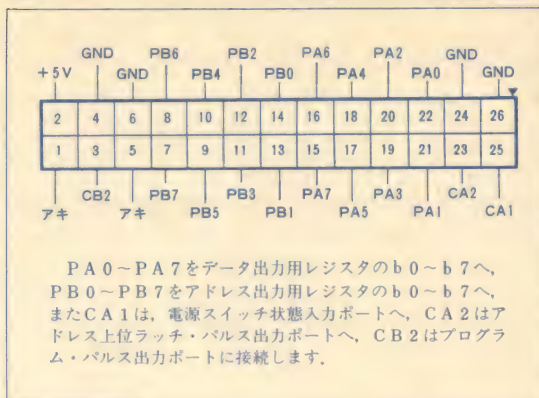 GND PB6 PB2 PA6 PA2 GND
+5V GND PB4 PB0 PA4 PA0 GND
2 4 6 8 10 12 14 16 18 20 22 24 26
1 3 5 7 9 11 13 15 17 19 21 23 25
CB2 PB7 PB3 PA7 PA3 CA2
アキ アキ PB5 PB1 PA5 PA1 CA1
PA0〜PA7をデータ出力用レジスタのb0〜b7へ,
PB0〜PB7をアドレス出力用レジスタのb0〜b7へ,
またCA1は, 電源スイッチ状態入力ポートへ, CA2はア
ドレス上位ラッチ・パルス出力ポートへ, CB2はプログラ
ム・パルス出力ポートに接続します.